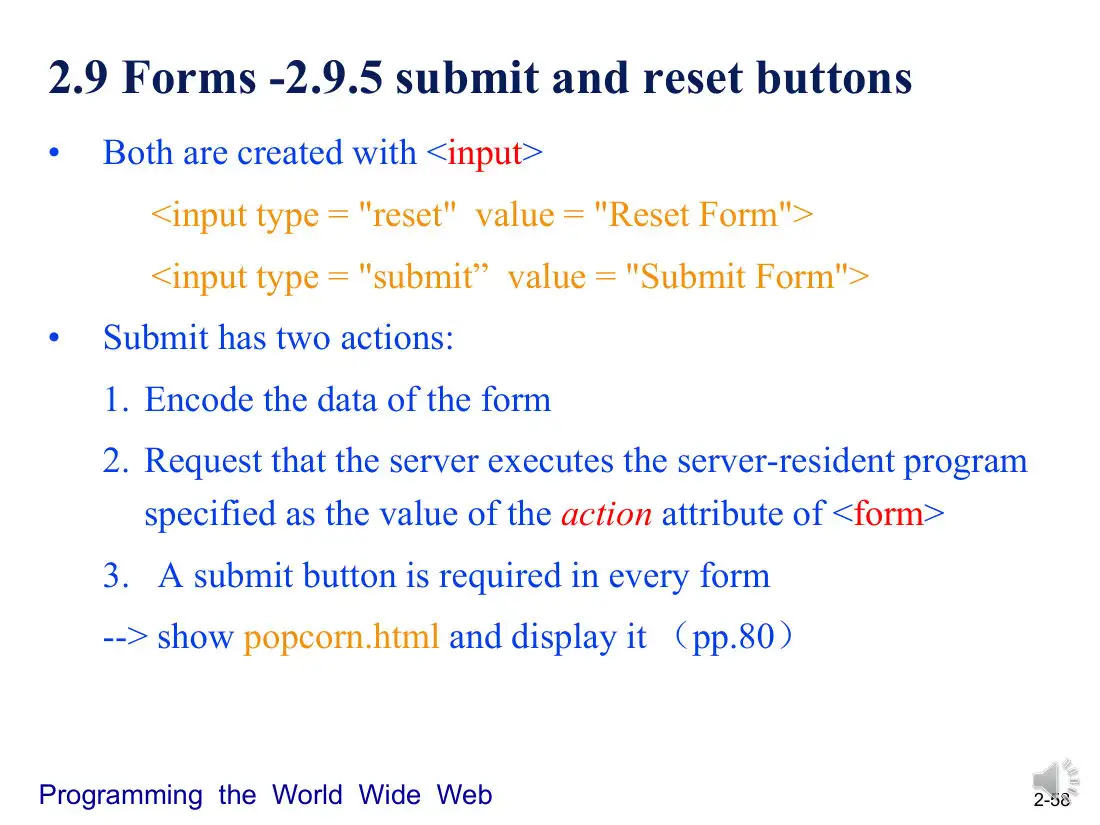 2.9 Forms -2.9.5 submit and reset buttons
• Both are created with <input>
<input type = "reset"  value = "Reset Form">
<input type = "submit”  value = "Submit Form">
• Submit has two actions:
1. Encode the data of the form
2. Request that the server executes the server-resident program
specified as the value of the action attribute of <form>
3. A submit button is required in every form
--> show popcorn.html and display it （pp.80）
Programming the World Wide Web
2-58